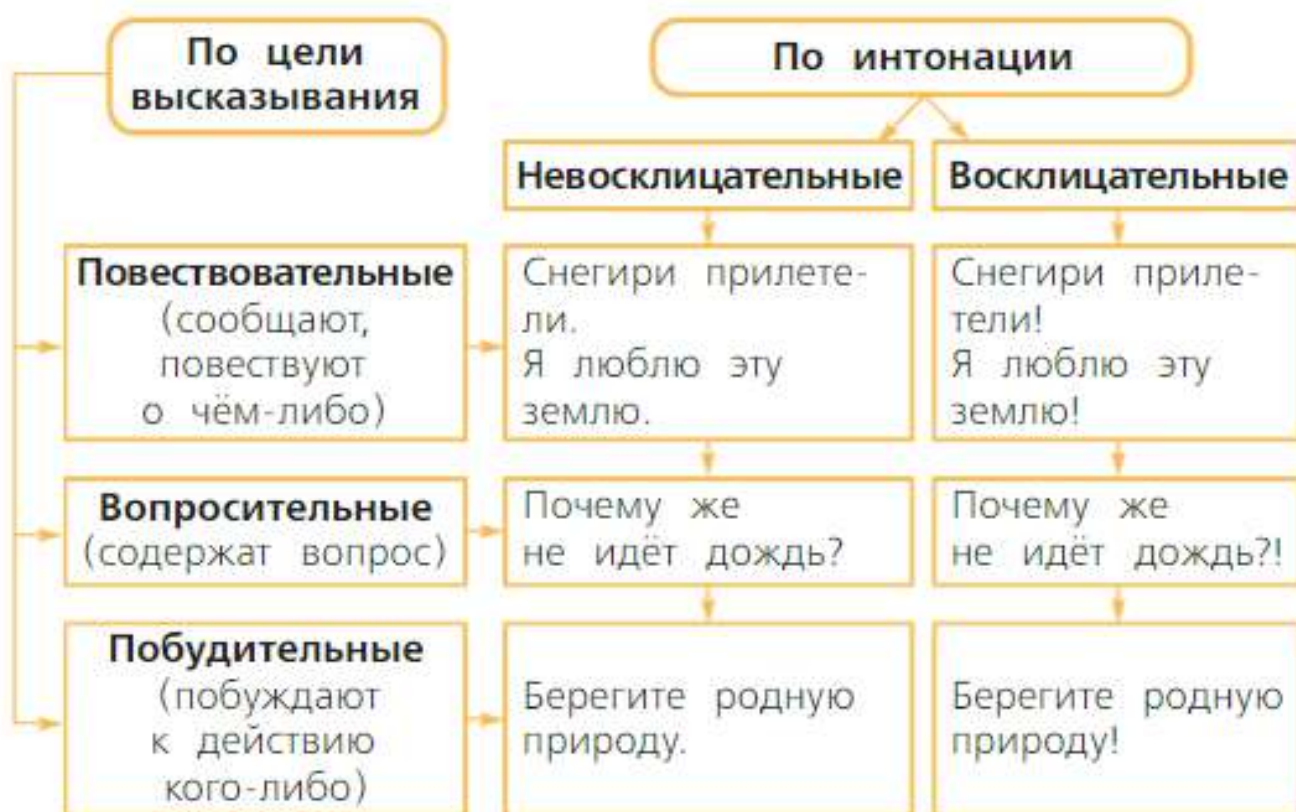 По цели
высказывания
По интонации
Невосклицательные
Восклицательные
Повествовательные
(сообщают,
повествуют
о чём-либо)
Снегири прилете-
ли.
Я люблю эту
землю.
Снегири приле-
тели!
Я люблю эту
землю!
Вопросительные
(содержат вопрос)
Почему же
не идёт дождь?
Почему же
не идёт дождь?!
Побудительные
(побуждают
к действию
кого-либо)
Берегите родную
природу.
Берегите родную
природу!